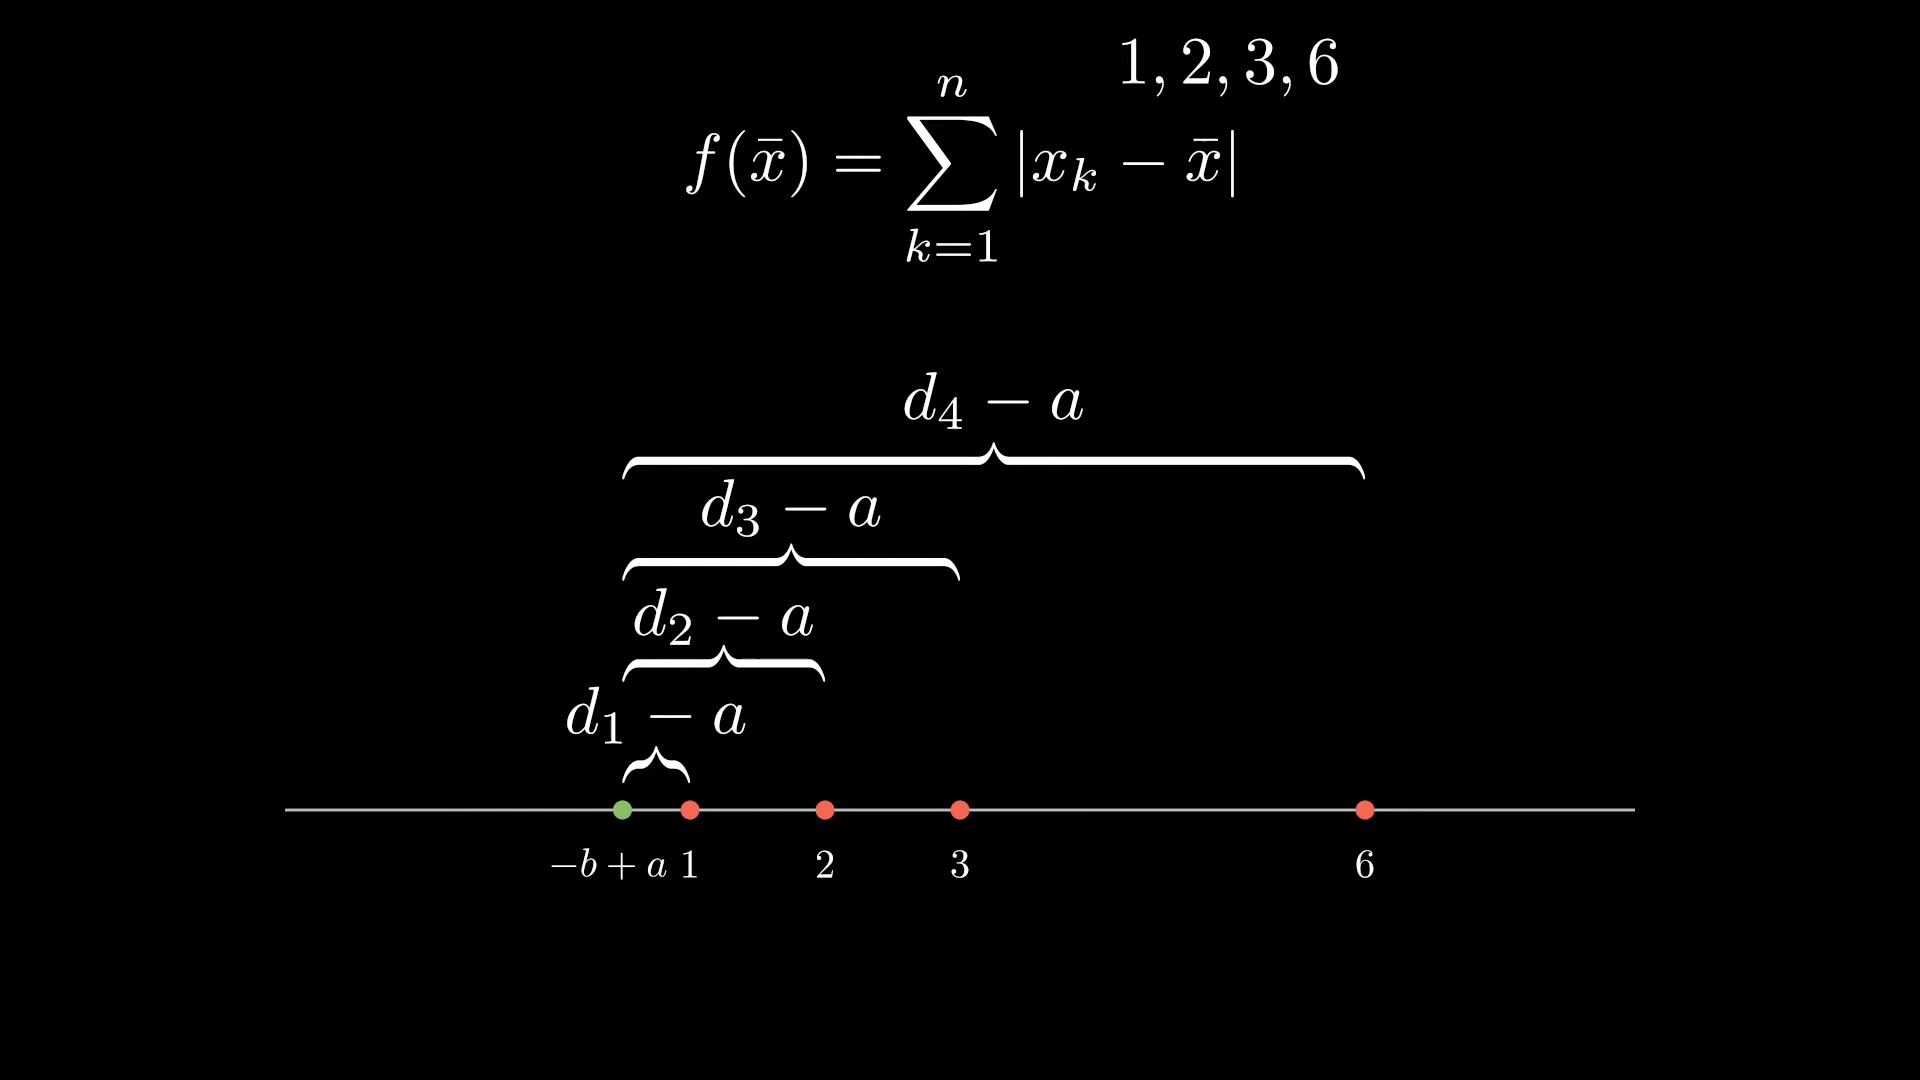 1, 2, 3, 6
f(x̄) = ∑_{k=1}^{n} |x_k − x̄|
d₄ − a
d₃ − a
d₂ − a
d₁ − a
−b + a 1 2 3 6